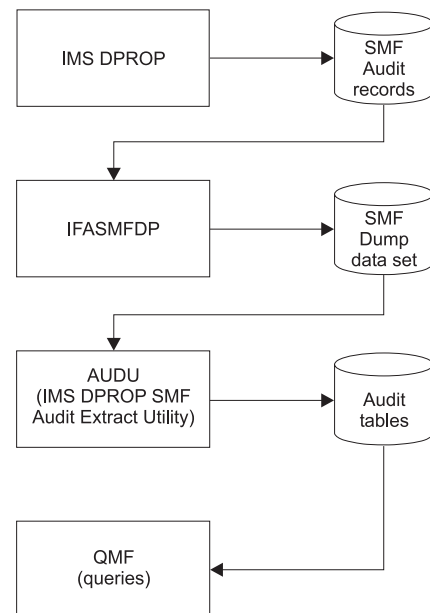 IMS DPROP
SMF
Audit
records
IFASMFDP
SMF
Dump
data set
AUDU
(IMS DPROP SMF
Audit Extract Utility)
Audit
tables
QMF
(queries)